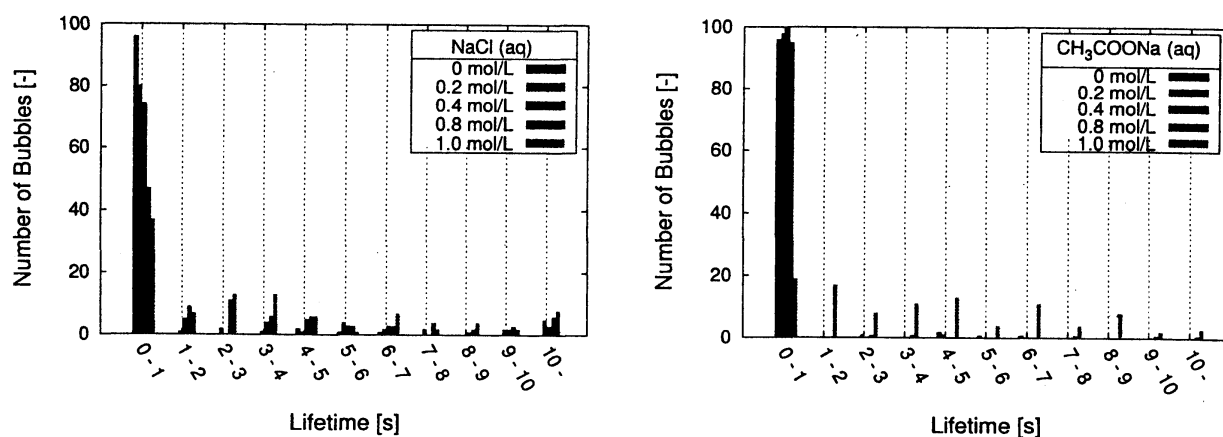 Number of Bubbles [-]
100
80
60
40
20
0
NaCl (aq)
0 mol/L
0.2 mol/L
0.4 mol/L
0.8 mol/L
1.0 mol/L
0 - 1
1 - 2
2 - 3
3 - 4
4 - 5
5 - 6
6 - 7
7 - 8
8 - 9
9 - 10
10 -
Lifetime [s]
Number of Bubbles [-]
100
80
60
40
20
0
CH₃COONa (aq)
0 mol/L
0.2 mol/L
0.4 mol/L
0.8 mol/L
1.0 mol/L
0 - 1
1 - 2
2 - 3
3 - 4
4 - 5
5 - 6
6 - 7
7 - 8
8 - 9
9 - 10
10 -
Lifetime [s]